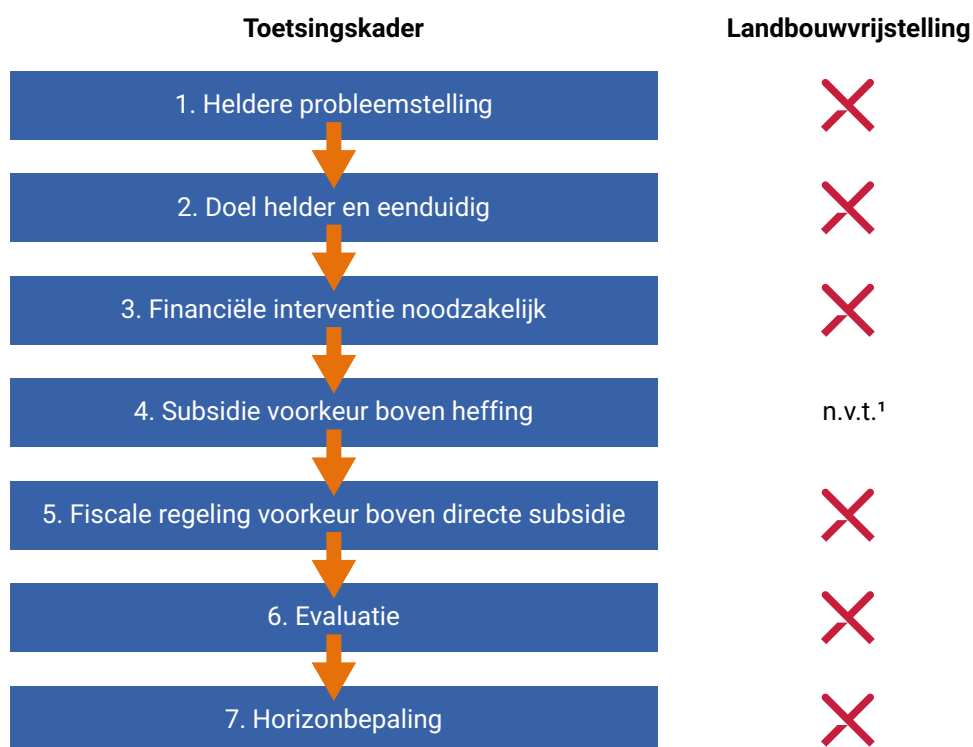 Toetsingskader Landbouwvrijstelling
1. Heldere probleemstelling
2. Doel helder en eenduidig
3. Financiële interventie noodzakelijk
4. Subsidie voorkeur boven heffing n.v.t.¹
5. Fiscale regeling voorkeur boven directe subsidie
6. Evaluatie
7. Horizonbepaling